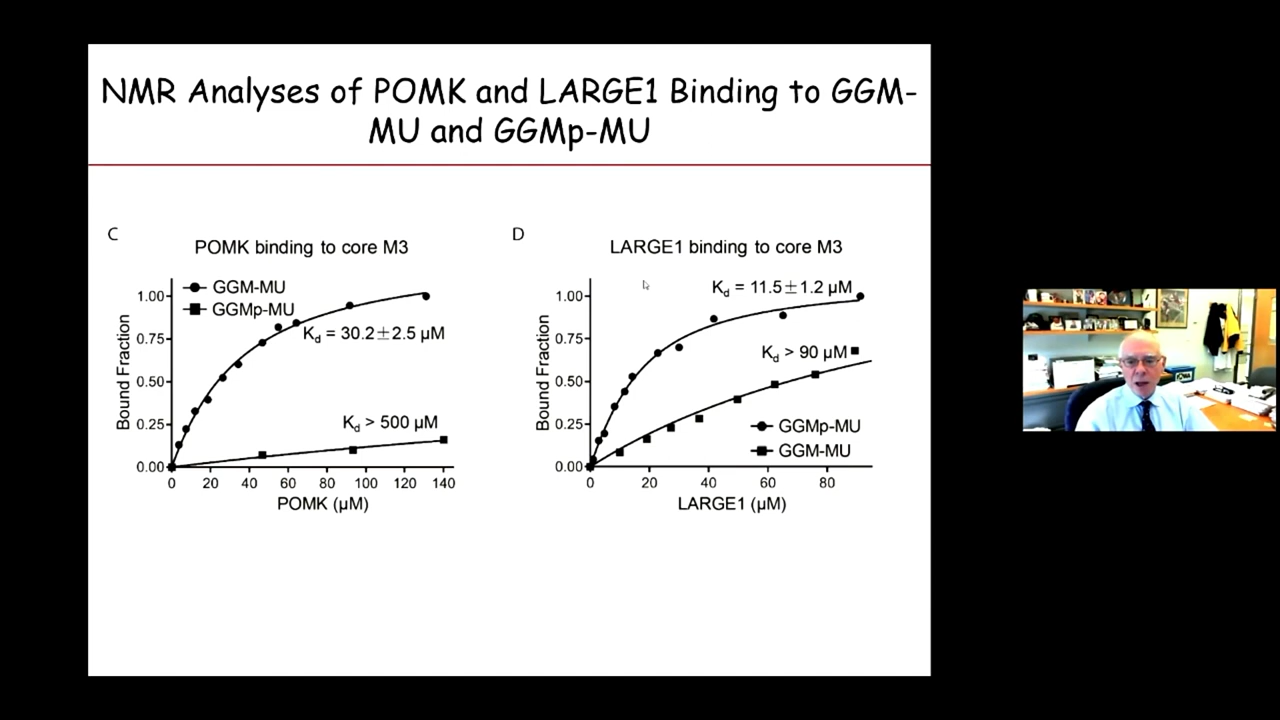 NMR Analyses of POMK and LARGE1 Binding to GGM-
MU and GGMp-MU
C
POMK binding to core M3
GGM-MU
GGMp-MU
Kd = 30.2±2.5 µM
Kd > 500 µM
Bound Fraction
1.00
0.75
0.50
0.25
0.00
0 20 40 60 80 100 120 140
POMK (µM)
D
LARGE1 binding to core M3
Kd = 11.5±1.2 µM
Kd > 90 µM
GGMp-MU
GGM-MU
Bound Fraction
1.00
0.75
0.50
0.25
0.00
0 20 40 60 80
LARGE1 (µM)